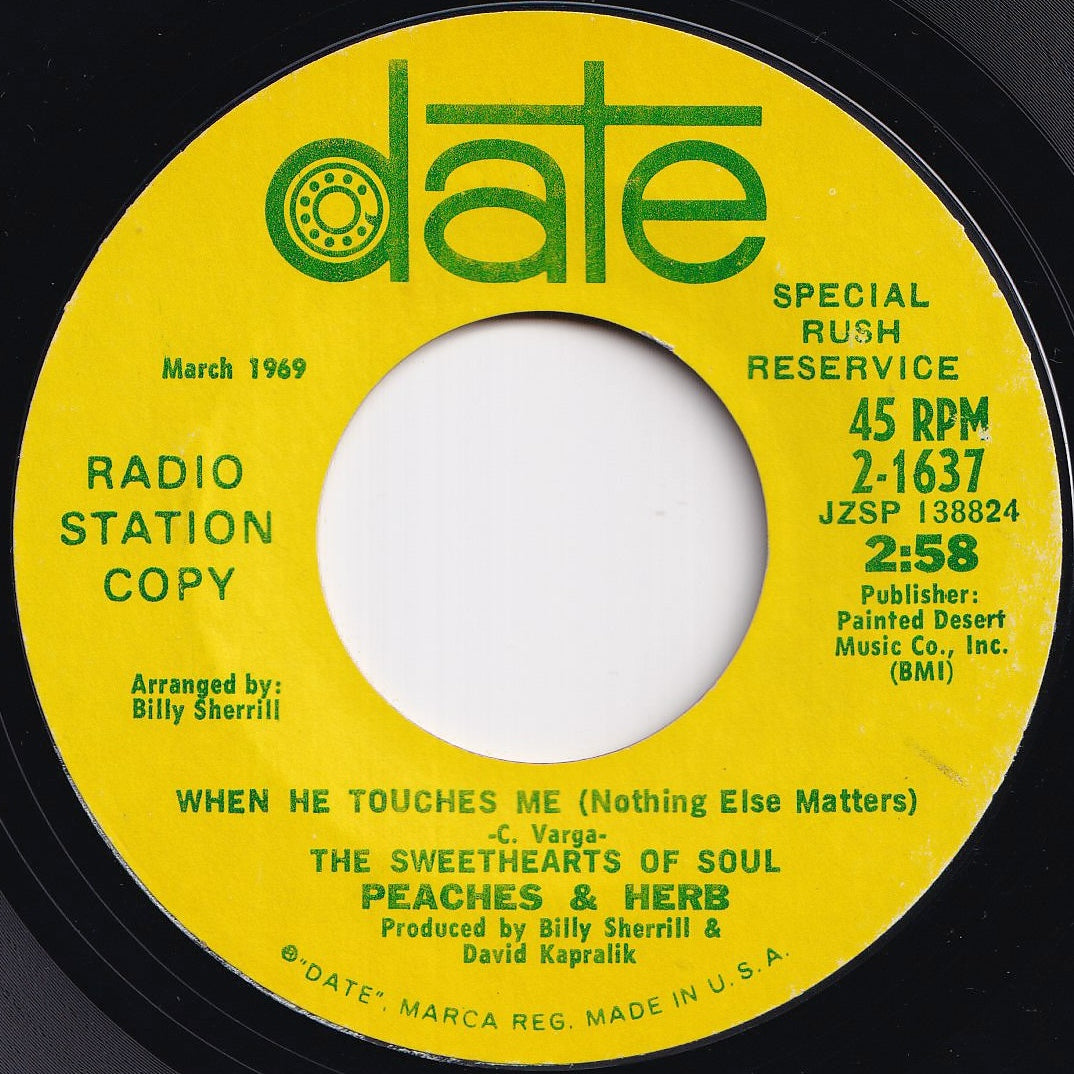 date
SPECIAL
RUSH
RESERVICE
March 1969
45 RPM
2-1637
JZSP 138824
2:58
RADIO
STATION
COPY
Publisher:
Painted Desert
Music Co., Inc.
(BMI)
Arranged by:
Billy Sherrill
WHEN HE TOUCHES ME (Nothing Else Matters)
-C. Varga-
THE SWEETHEARTS OF SOUL
PEACHES & HERB
Produced by Billy Sherrill &
David Kapralik
"DATE", MARCA REG. MADE IN U.S.A.